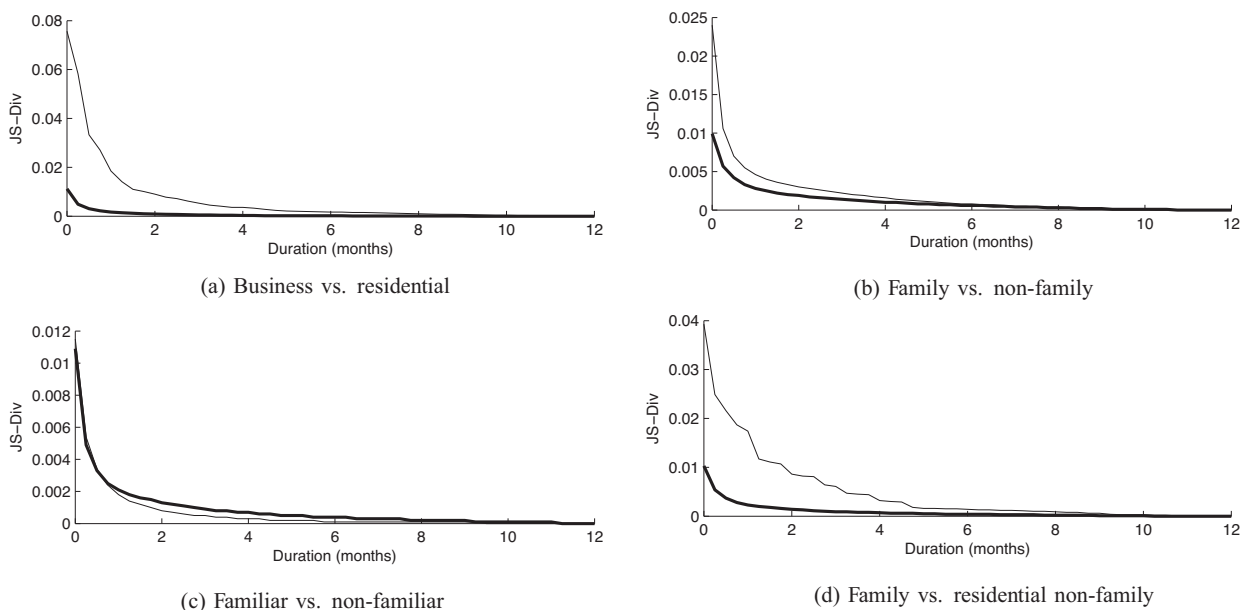 0.08
0.06
0.04
0.02
0
JS–Div
0 2 4 6 8 10 12
Duration (months)
(a) Business vs. residential
0.025
0.02
0.015
0.01
0.005
0
JS–Div
0 2 4 6 8 10 12
Duration (months)
(b) Family vs. non-family
0.012
0.01
0.008
0.006
0.004
0.002
0
JS–Div
0 2 4 6 8 10 12
Duration (months)
(c) Familiar vs. non-familiar
0.04
0.03
0.02
0.01
0
JS–Div
0 2 4 6 8 10 12
Duration (months)
(d) Family vs. residential non-family